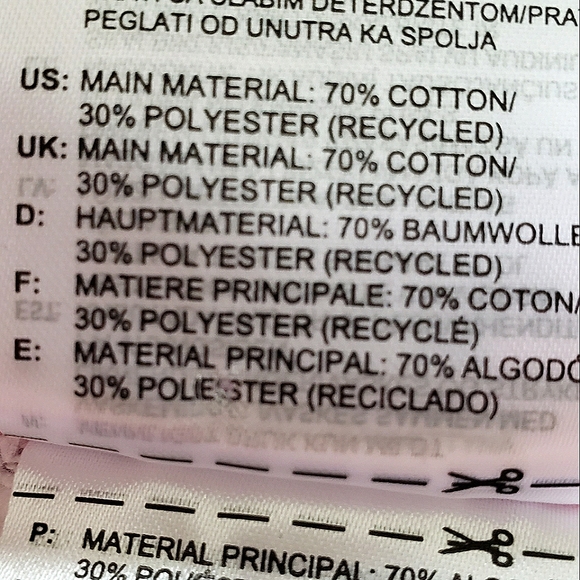 PEGLATI OD UNUTRA KA SPOLJA
US: MAIN MATERIAL: 70% COTTON/
30% POLYESTER (RECYCLED)
UK: MAIN MATERIAL: 70% COTTON/
30% POLYESTER (RECYCLED)
D: HAUPTMATERIAL: 70% BAUMWOLLE
30% POLYESTER (RECYCLED)
F: MATIERE PRINCIPALE: 70% COTON/
30% POLYESTER (RECYCLÉ)
E: MATERIAL PRINCIPAL: 70% ALGODÓ
30% POLIESTER (RECICLADO)
P: MATERIAL PRINCIPAL: 70%
30%